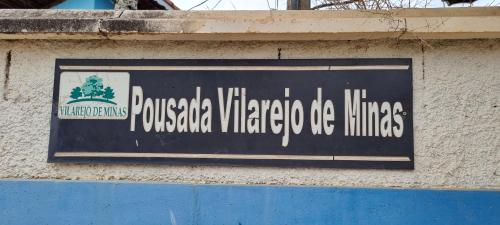 VILAREJO DE MINAS
Pousada Vilarejo de Minas